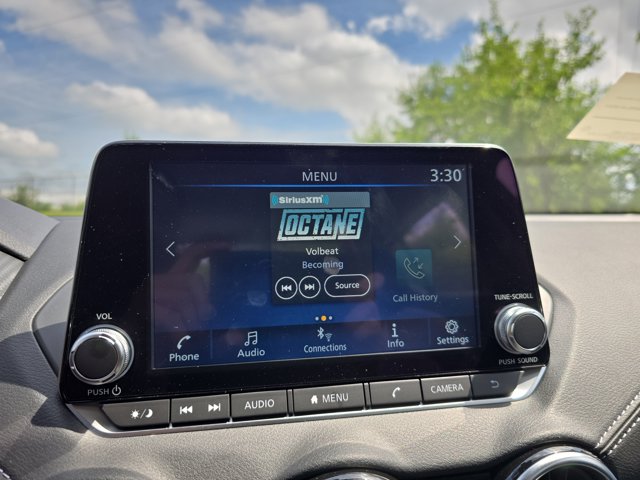 MENU
3:30
SiriusXM
OCTANE
Volbeat
Becoming
Source
Call History
Phone
Audio
Connections
Info
Settings
VOL
PUSH
TUNE•SCROLL
PUSH SOUND
AUDIO
MENU
CAMERA